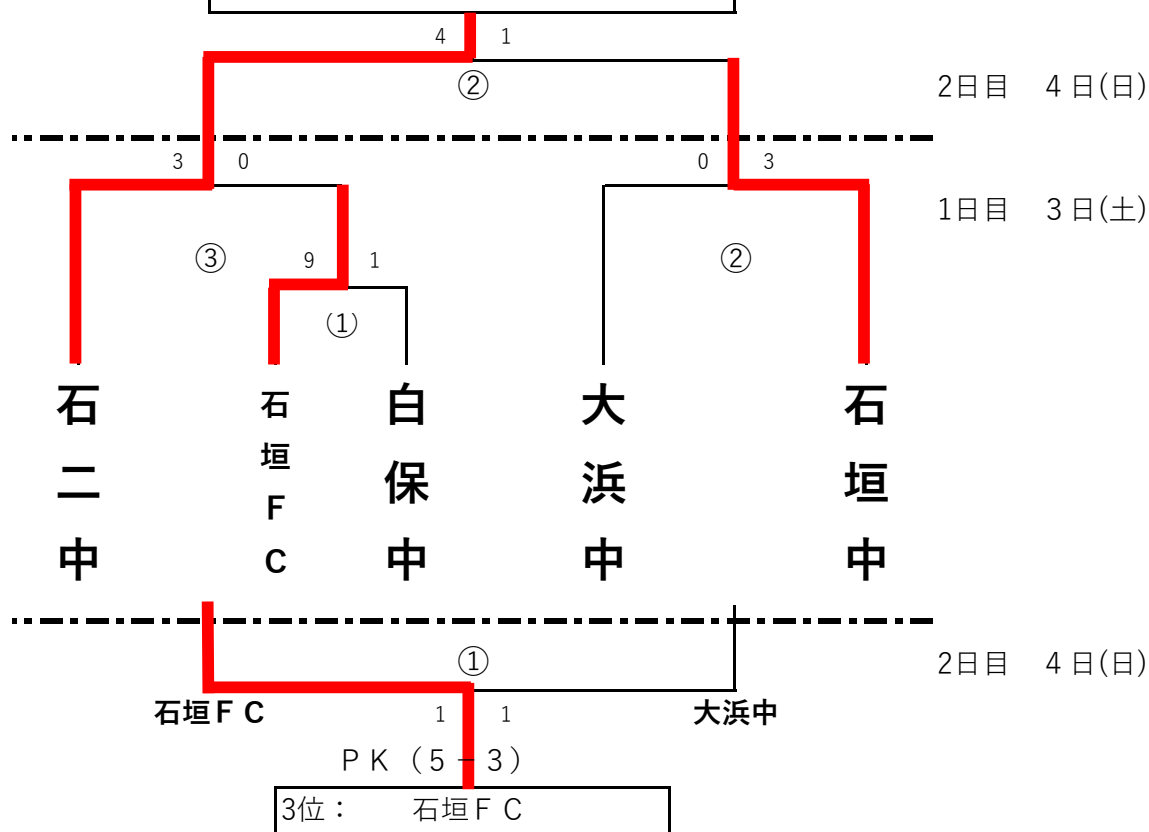 4 1
②
2日目 4日(日)
3 0
0 3
1日目 3日(土)
③
9 1
②
①
石二中
石垣FC
白保中
大浜中
石垣中
①
2日目 4日(日)
石垣FC
大浜中
1 1
PK(5-3)
3位: 石垣FC